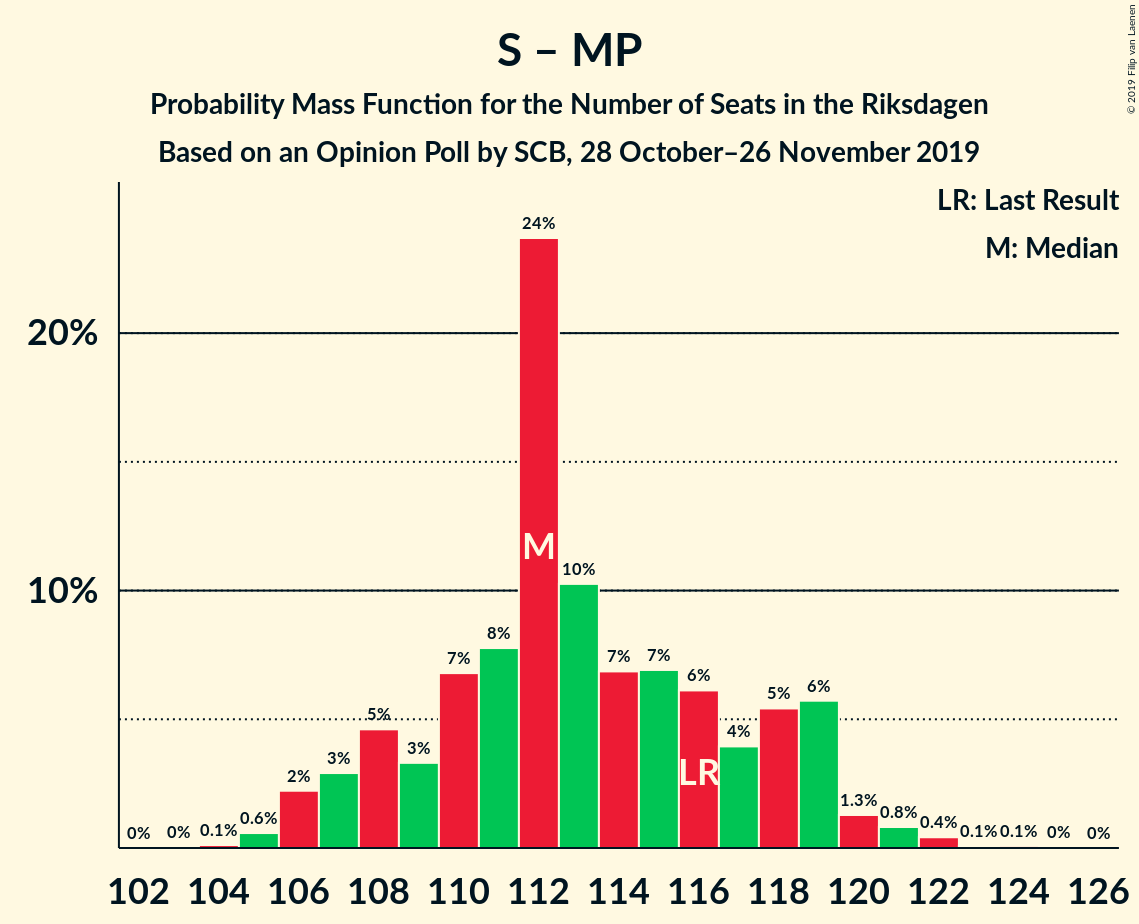 S – MP
Probability Mass Function for the Number of Seats in the Riksdagen
Based on an Opinion Poll by SCB, 28 October–26 November 2019
© 2019 Filip van Laenen
LR: Last Result
M: Median
20%
10%
0% 0% 0.1% 0.6% 2% 3% 5% 3% 7% 8% 24% 10% 7% 7% 6% 4% 5% 6% 1.3% 0.8% 0.4% 0.1% 0.1% 0% 0%
M
LR
102 104 106 108 110 112 114 116 118 120 122 124 126